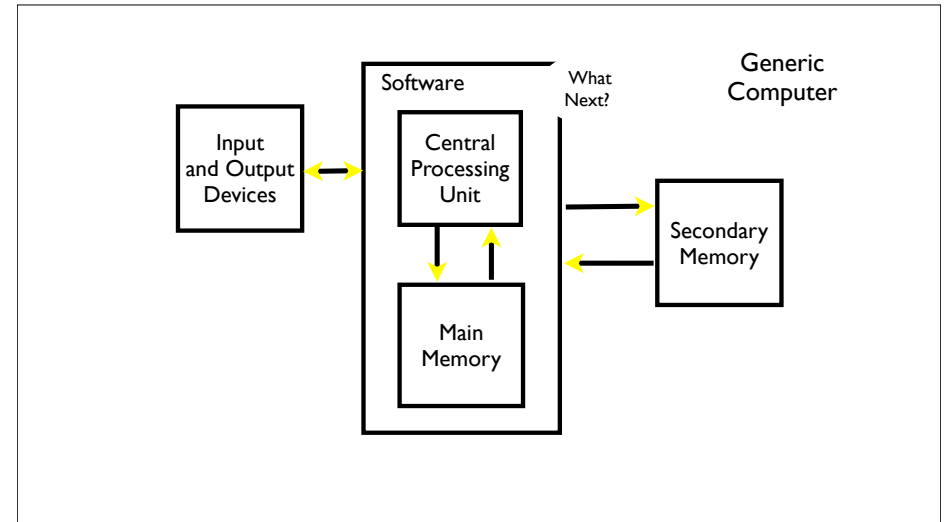 Generic
Computer
Software
What
Next?
Input
and Output
Devices
Central
Processing
Unit
Secondary
Memory
Main
Memory